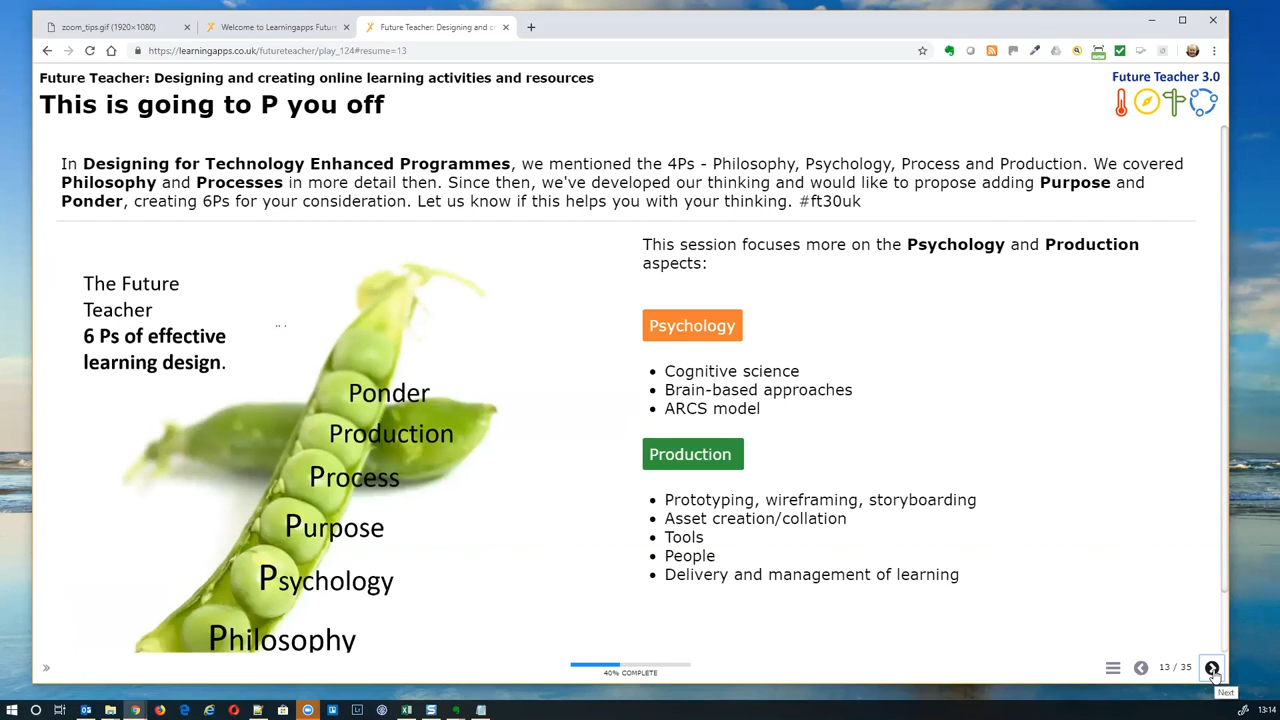 zoom_tips.gif (1920×1080)
Welcome to Learningapps Future
Future Teacher: Designing and cr
https://learningapps.co.uk/futureteacher/play_124#resume=13
Future Teacher: Designing and creating online learning activities and resources
This is going to P you off
Future Teacher 3.0
In Designing for Technology Enhanced Programmes, we mentioned the 4Ps - Philosophy, Psychology, Process and Production. We covered
Philosophy and Processes in more detail then. Since then, we've developed our thinking and would like to propose adding Purpose and
Ponder, creating 6Ps for your consideration. Let us know if this helps you with your thinking. #ft30uk
The Future
Teacher
6 Ps of effective
learning design.
Ponder
Production
Process
Purpose
Psychology
Philosophy
This session focuses more on the Psychology and Production
aspects:
Psychology
Cognitive science
Brain-based approaches
ARCS model
Production
Prototyping, wireframing, storyboarding
Asset creation/collation
Tools
People
Delivery and management of learning
40% COMPLETE
13 / 35
Next
13:14